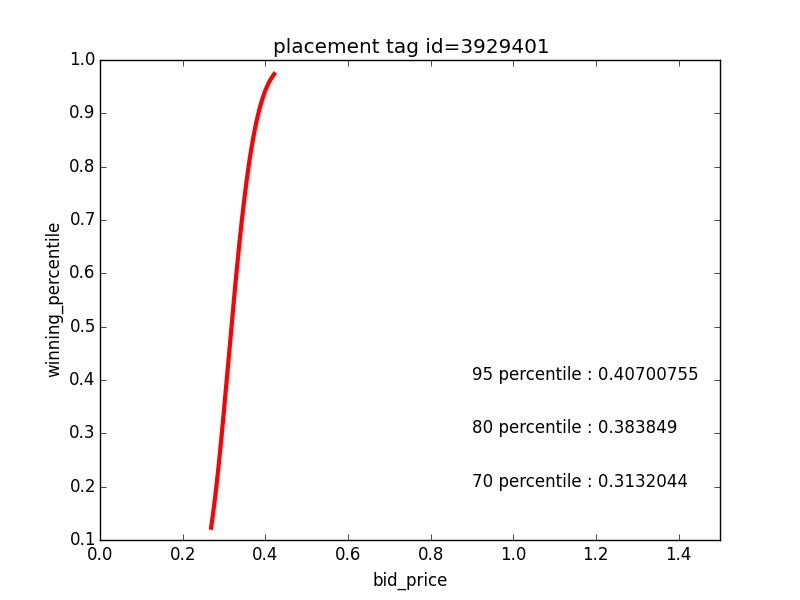 placement tag id=3929401
1.0
0.9
0.8
0.7
0.6
0.5
0.4
0.3
0.2
0.1
winning_percentile
95 percentile : 0.40700755
80 percentile : 0.383849
70 percentile : 0.3132044
0.0 0.2 0.4 0.6 0.8 1.0 1.2 1.4
bid_price